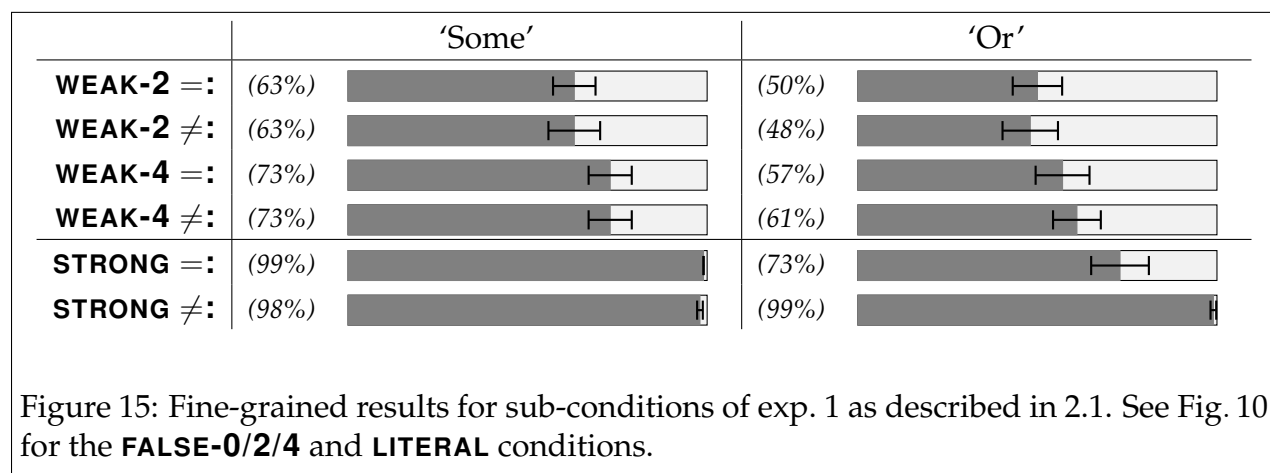 'Some' 'Or'
WEAK-2 =: (63%) (50%)
WEAK-2 ≠: (63%) (48%)
WEAK-4 =: (73%) (57%)
WEAK-4 ≠: (73%) (61%)
STRONG =: (99%) (73%)
STRONG ≠: (98%) (99%)
Figure 15: Fine-grained results for sub-conditions of exp. 1 as described in 2.1. See Fig. 10
for the FALSE-0/2/4 and LITERAL conditions.